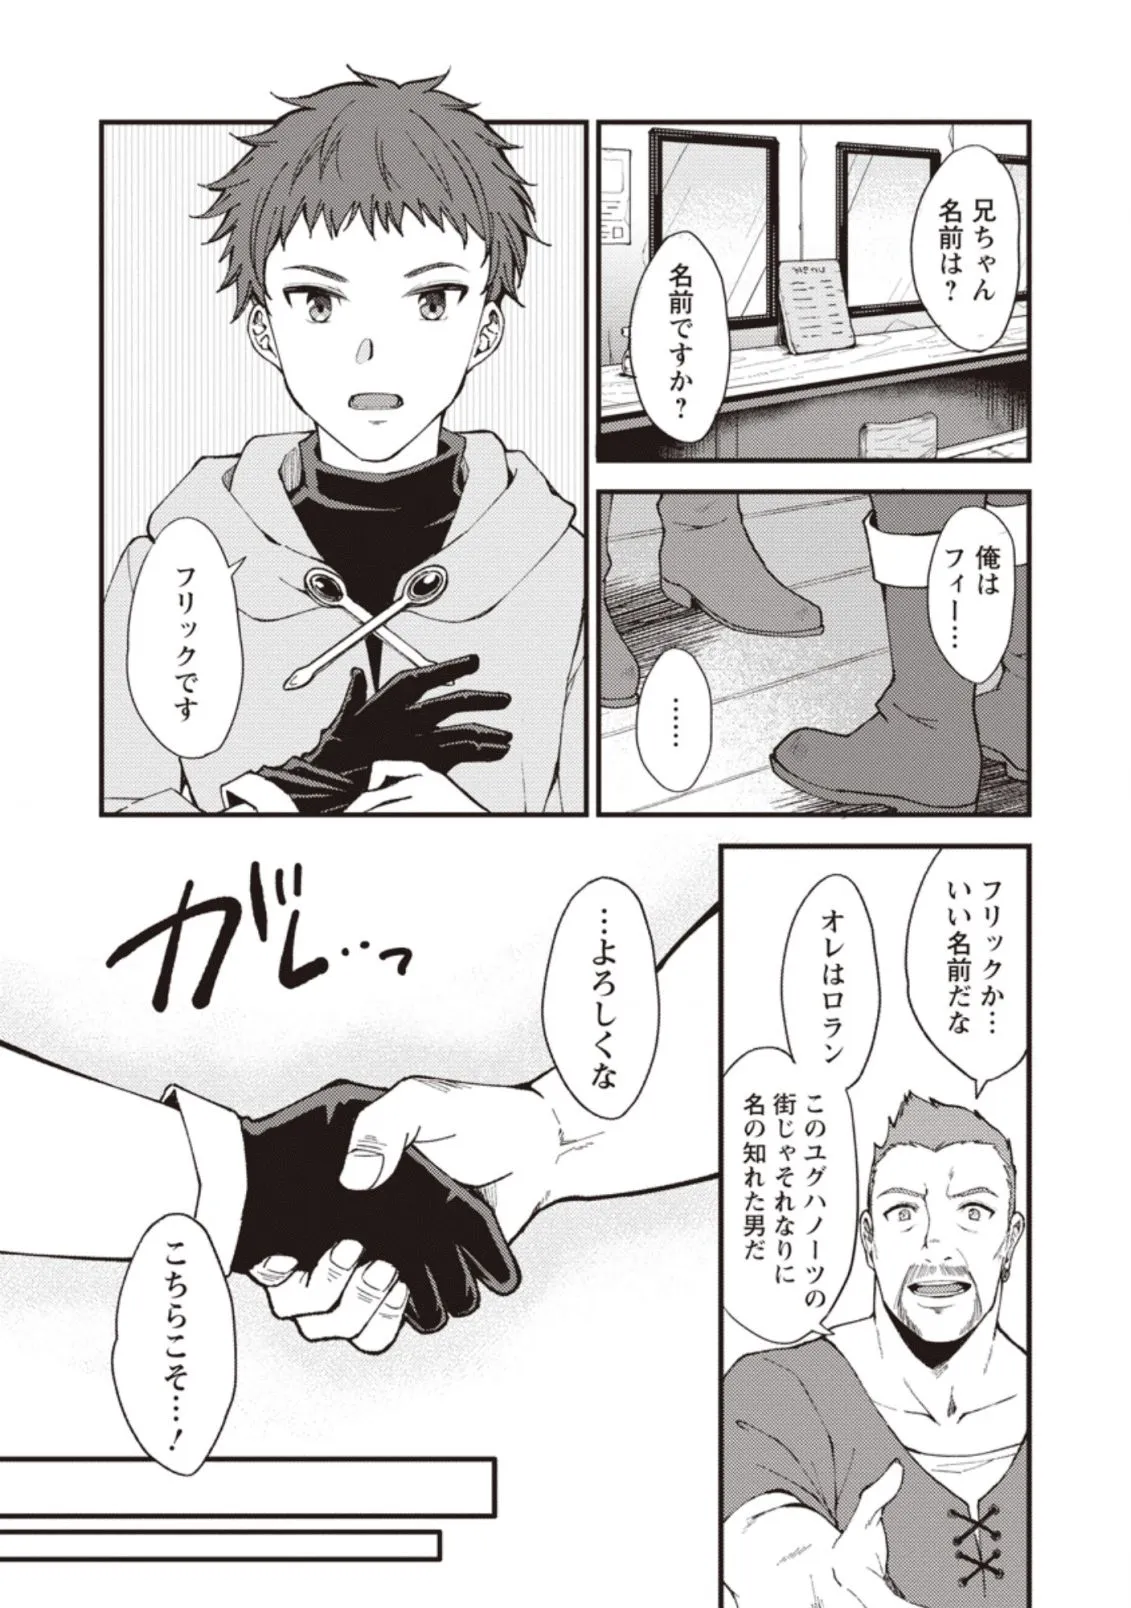 兄ちゃん
名前は？
名前ですか？
俺は
フィー…
……
フリックです
フリックか…
いい名前だな
オレはロラン
このユグハノーツの
街じゃそれなりに
名の知れた男だ
…よろしくな
ガシ…っ
こちらこそ…！